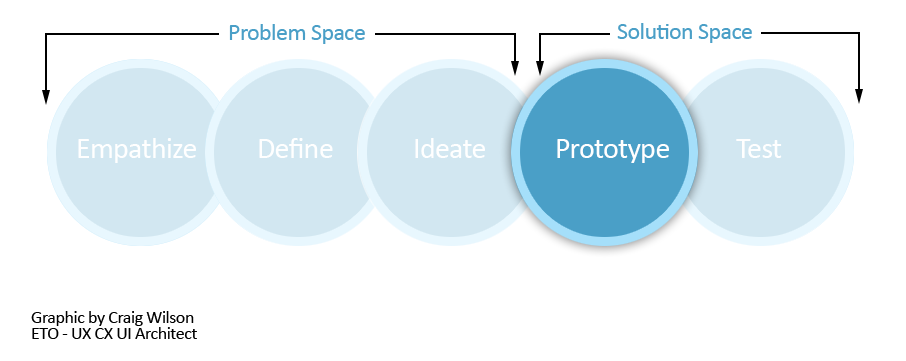 Problem Space
Solution Space
Empathize
Define
Ideate
Prototype
Test
Graphic by Craig Wilson
ETO - UX CX UI Architect